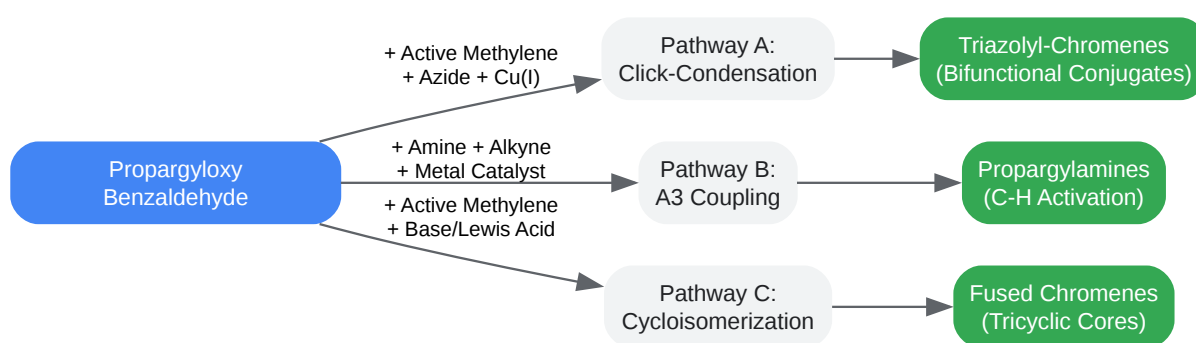 Propargyloxy
Benzaldehyde
+ Active Methylene
+ Azide + Cu(I)
Pathway A:
Click-Condensation
Triazolyl-Chromenes
(Bifunctional Conjugates)
+ Amine + Alkyne
+ Metal Catalyst
Pathway B:
A3 Coupling
Propargylamines
(C-H Activation)
+ Active Methylene
+ Base/Lewis Acid
Pathway C:
Cycloisomerization
Fused Chromenes
(Tricyclic Cores)